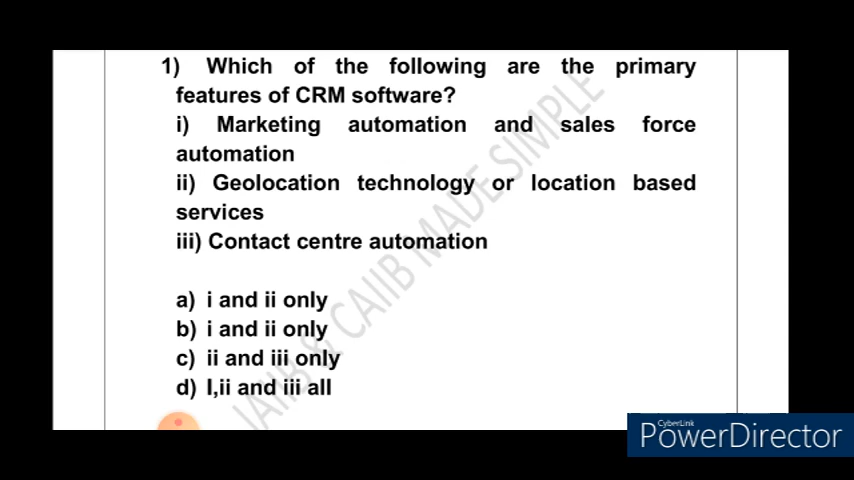 1) Which of the following are the primary
features of CRM software?
i) Marketing automation and sales force
automation
ii) Geolocation technology or location based
services
iii) Contact centre automation
a) i and ii only
b) i and ii only
c) ii and iii only
d) I,ii and iii all
JAIIB & CAIIB MADE SIMPLE
CyberLink
PowerDirector